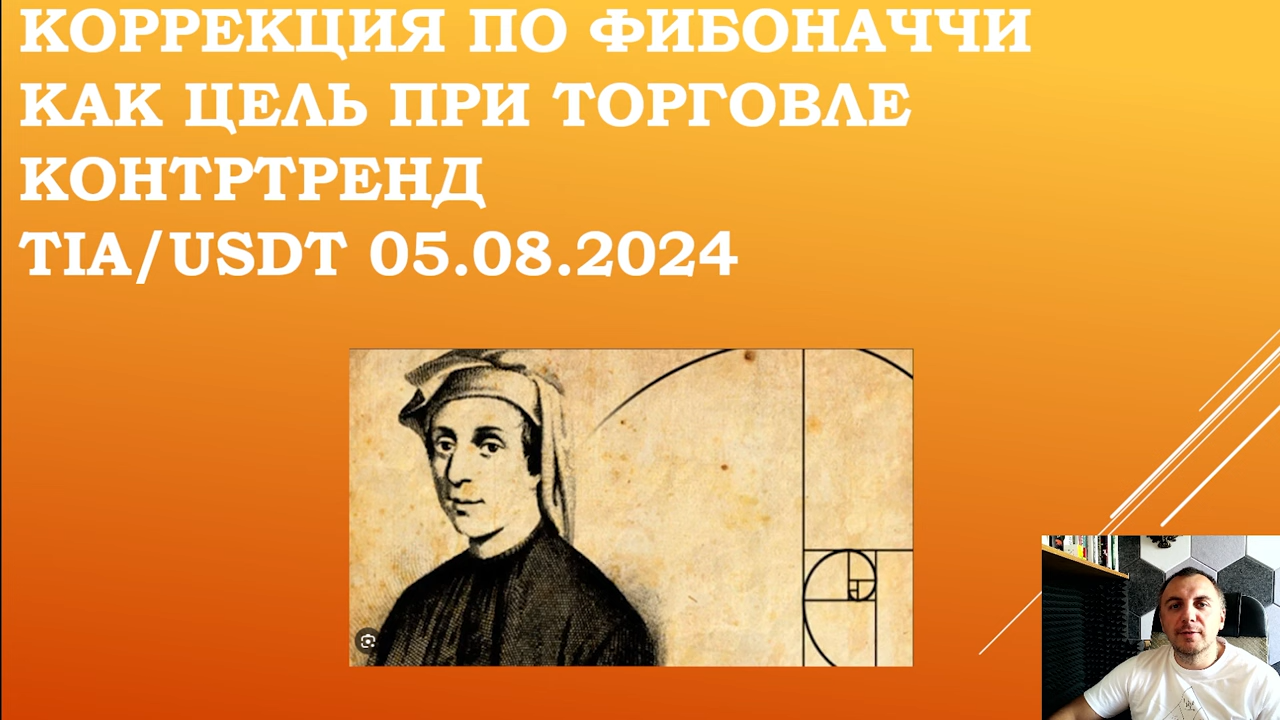 КОРРЕКЦИЯ ПО ФИБОНАЧЧИ
КАК ЦЕЛЬ ПРИ ТОРГОВЛЕ
КОНТРТРЕНД
TIA/USDT 05.08.2024